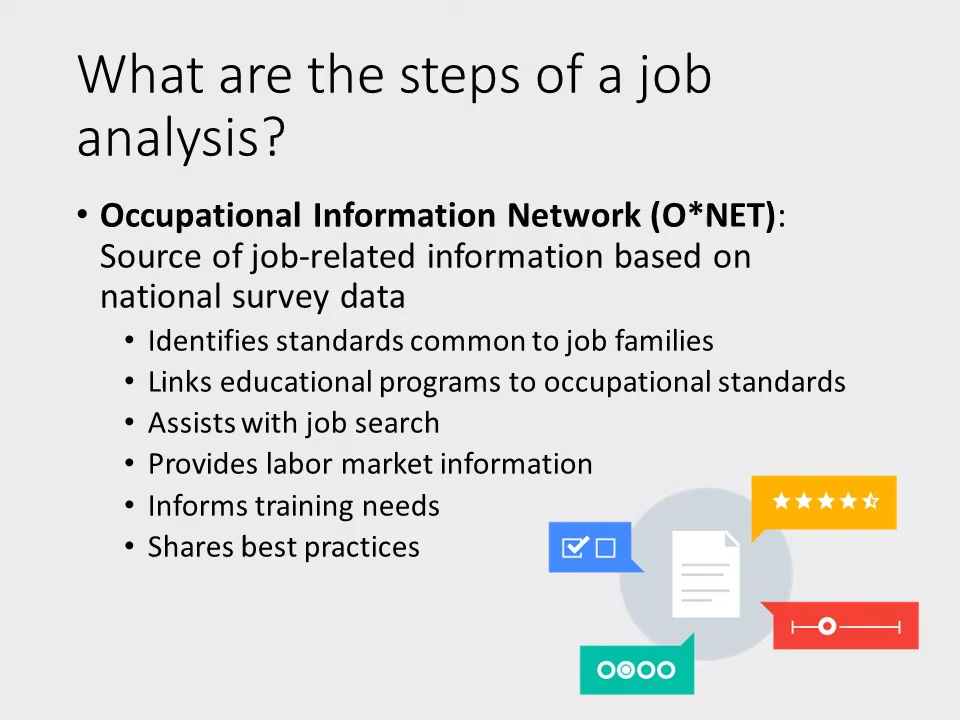 What are the steps of a job
analysis?
• Occupational Information Network (O*NET):
Source of job-related information based on
national survey data
• Identifies standards common to job families
• Links educational programs to occupational standards
• Assists with job search
• Provides labor market information
• Informs training needs
• Shares best practices